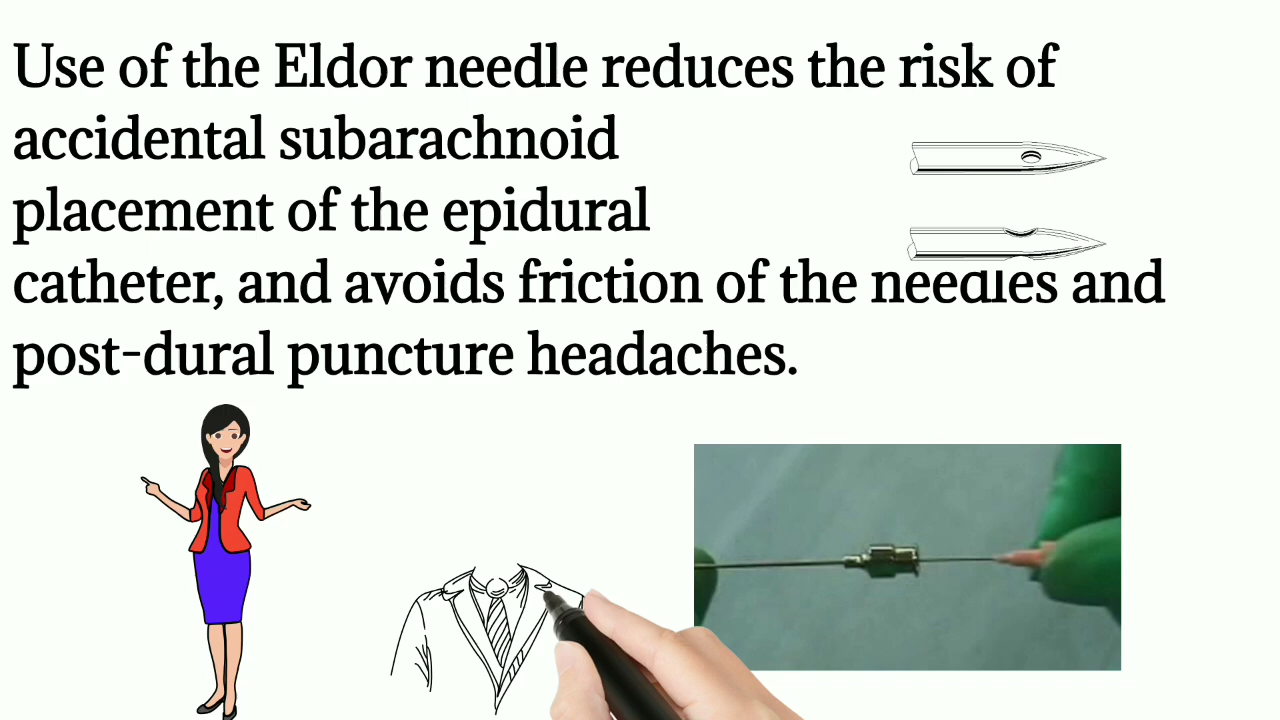 Use of the Eldor needle reduces the risk of
accidental subarachnoid
placement of the epidural
catheter, and avoids friction of the needles and
post-dural puncture headaches.